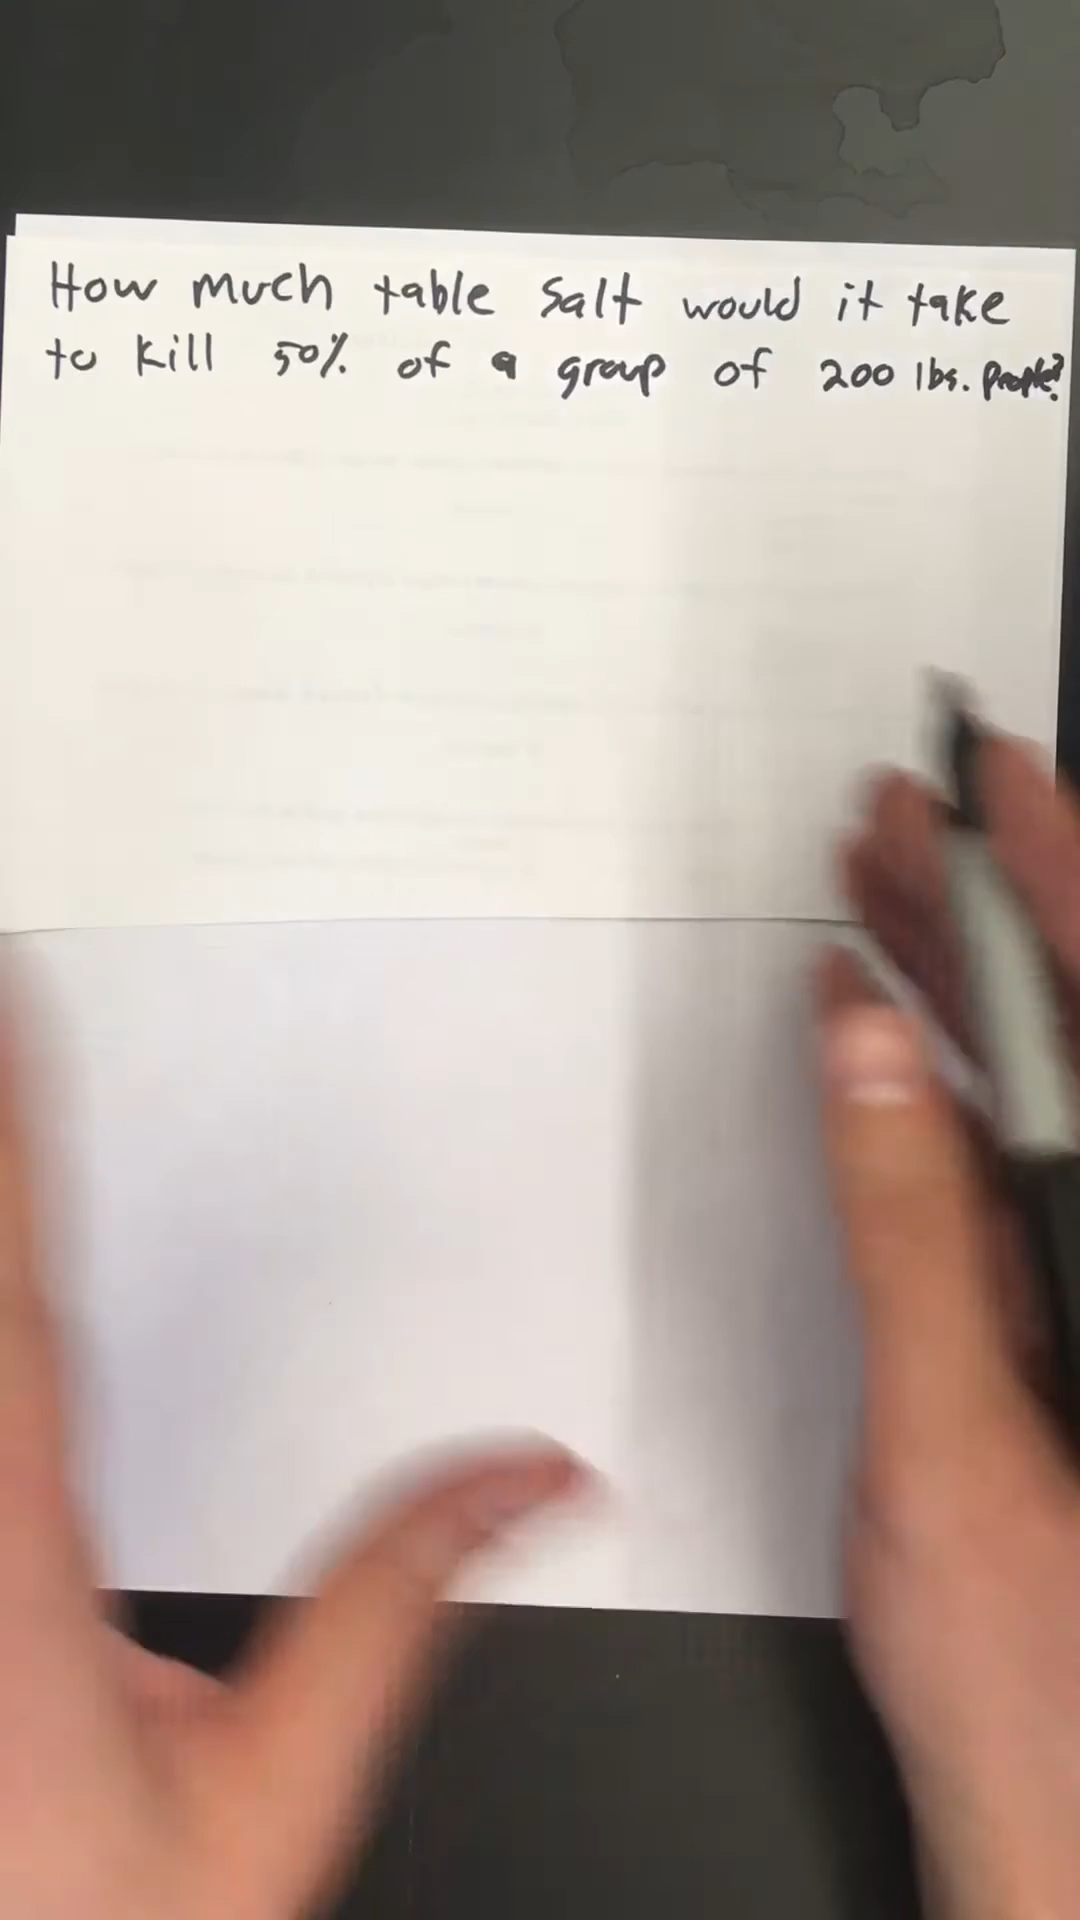 How much table salt would it take
to kill 50% of a group of 200 lbs. people?